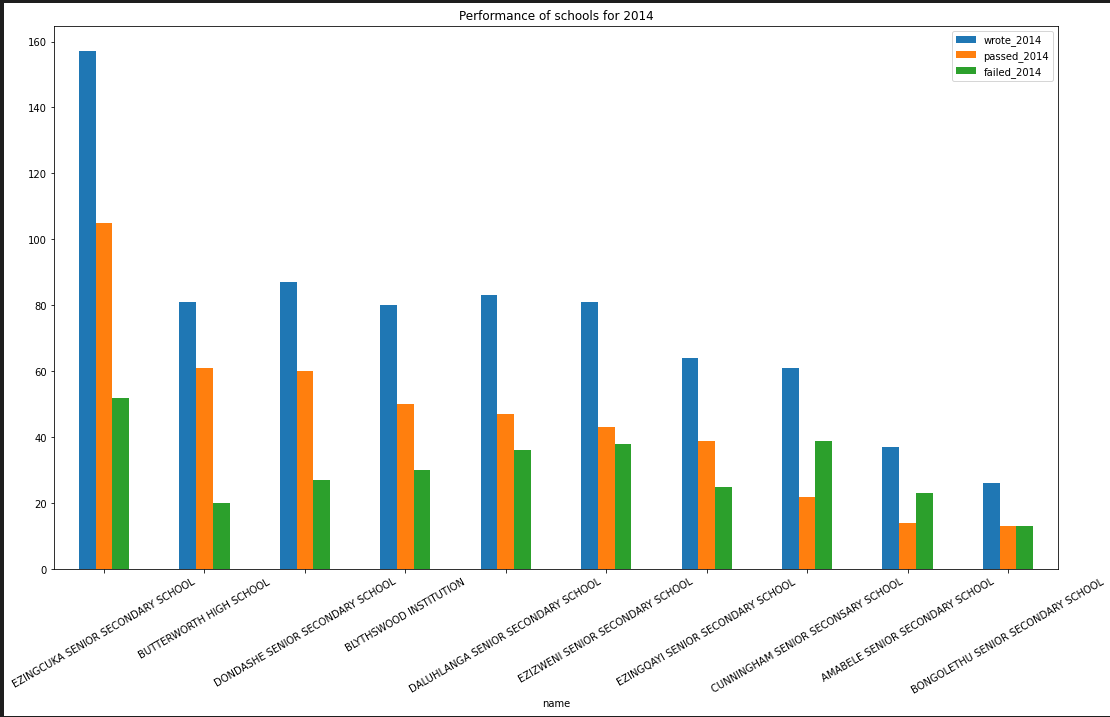 Performance of schools for 2014
wrote_2014
passed_2014
failed_2014
160
140
120
100
80
60
40
20
0
EZINGCUKA SENIOR SECONDARY SCHOOL
BUTTERWORTH HIGH SCHOOL
DONDASHE SENIOR SECONDARY SCHOOL
BLYTHSWOOD INSTITUTION
DALUHLANGA SENIOR SECONDARY SCHOOL
EZIZWENI SENIOR SECONDARY SCHOOL
EZINGQAYI SENIOR SECONDARY SCHOOL
CUNNINGHAM SENIOR SECONSARY SCHOOL
AMABELE SENIOR SECONDARY SCHOOL
BONGOLETHU SENIOR SECONDARY SCHOOL
name